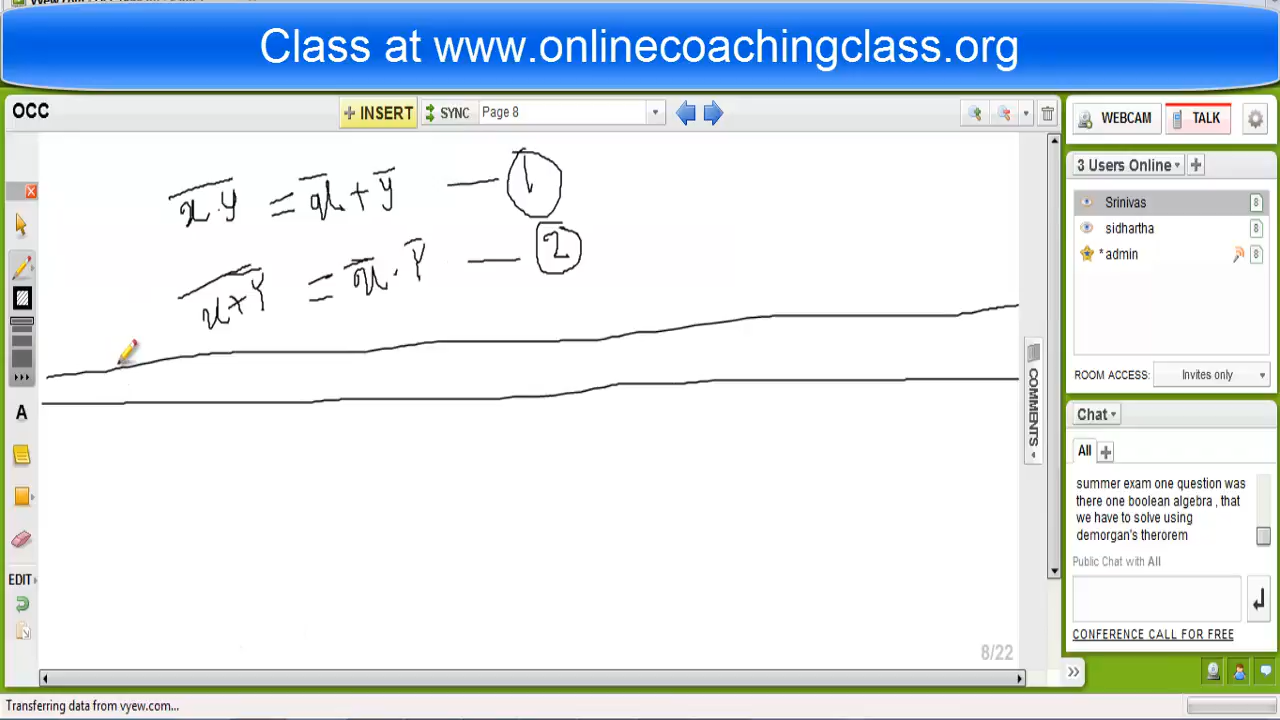 Class at www.onlinecoachingclass.org
OCC
+ INSERT
SYNC
Page 8
WEBCAM
TALK
3 Users Online
Srinivas
8
sidhartha
8
* admin
8
ROOM ACCESS:
Invites only
COMMENTS
Chat
All
summer exam one question was
there one boolean algebra , that
we have to solve using
demorgan's therorem
Public Chat with All
CONFERENCE CALL FOR FREE
A
EDIT
x̅.̅y̅ = x̅ + y̅ — 1
x̅+̅y̅ = x̅ . y̅ — 2
8/22
Transferring data from vyew.com...